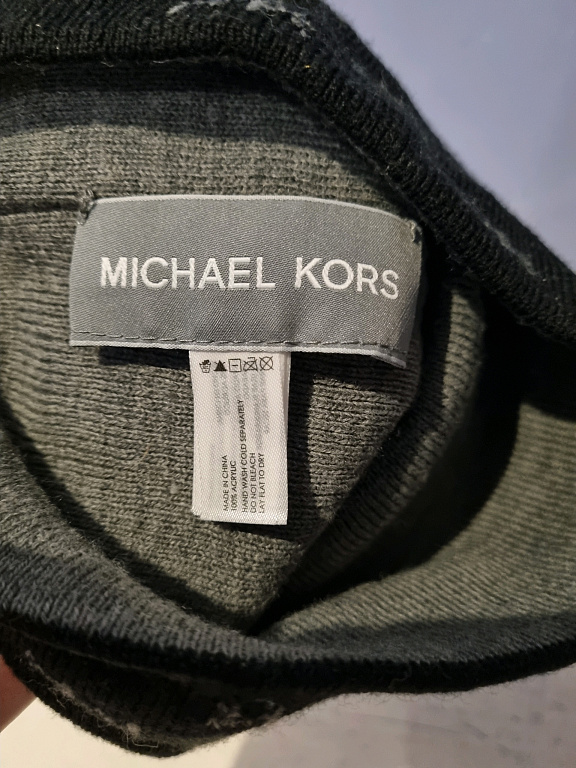 MICHAEL KORS
MADE IN CHINA
100% ACRYLIC
HAND WASH COLD SEPARATELY
DO NOT BLEACH
LAY FLAT TO DRY